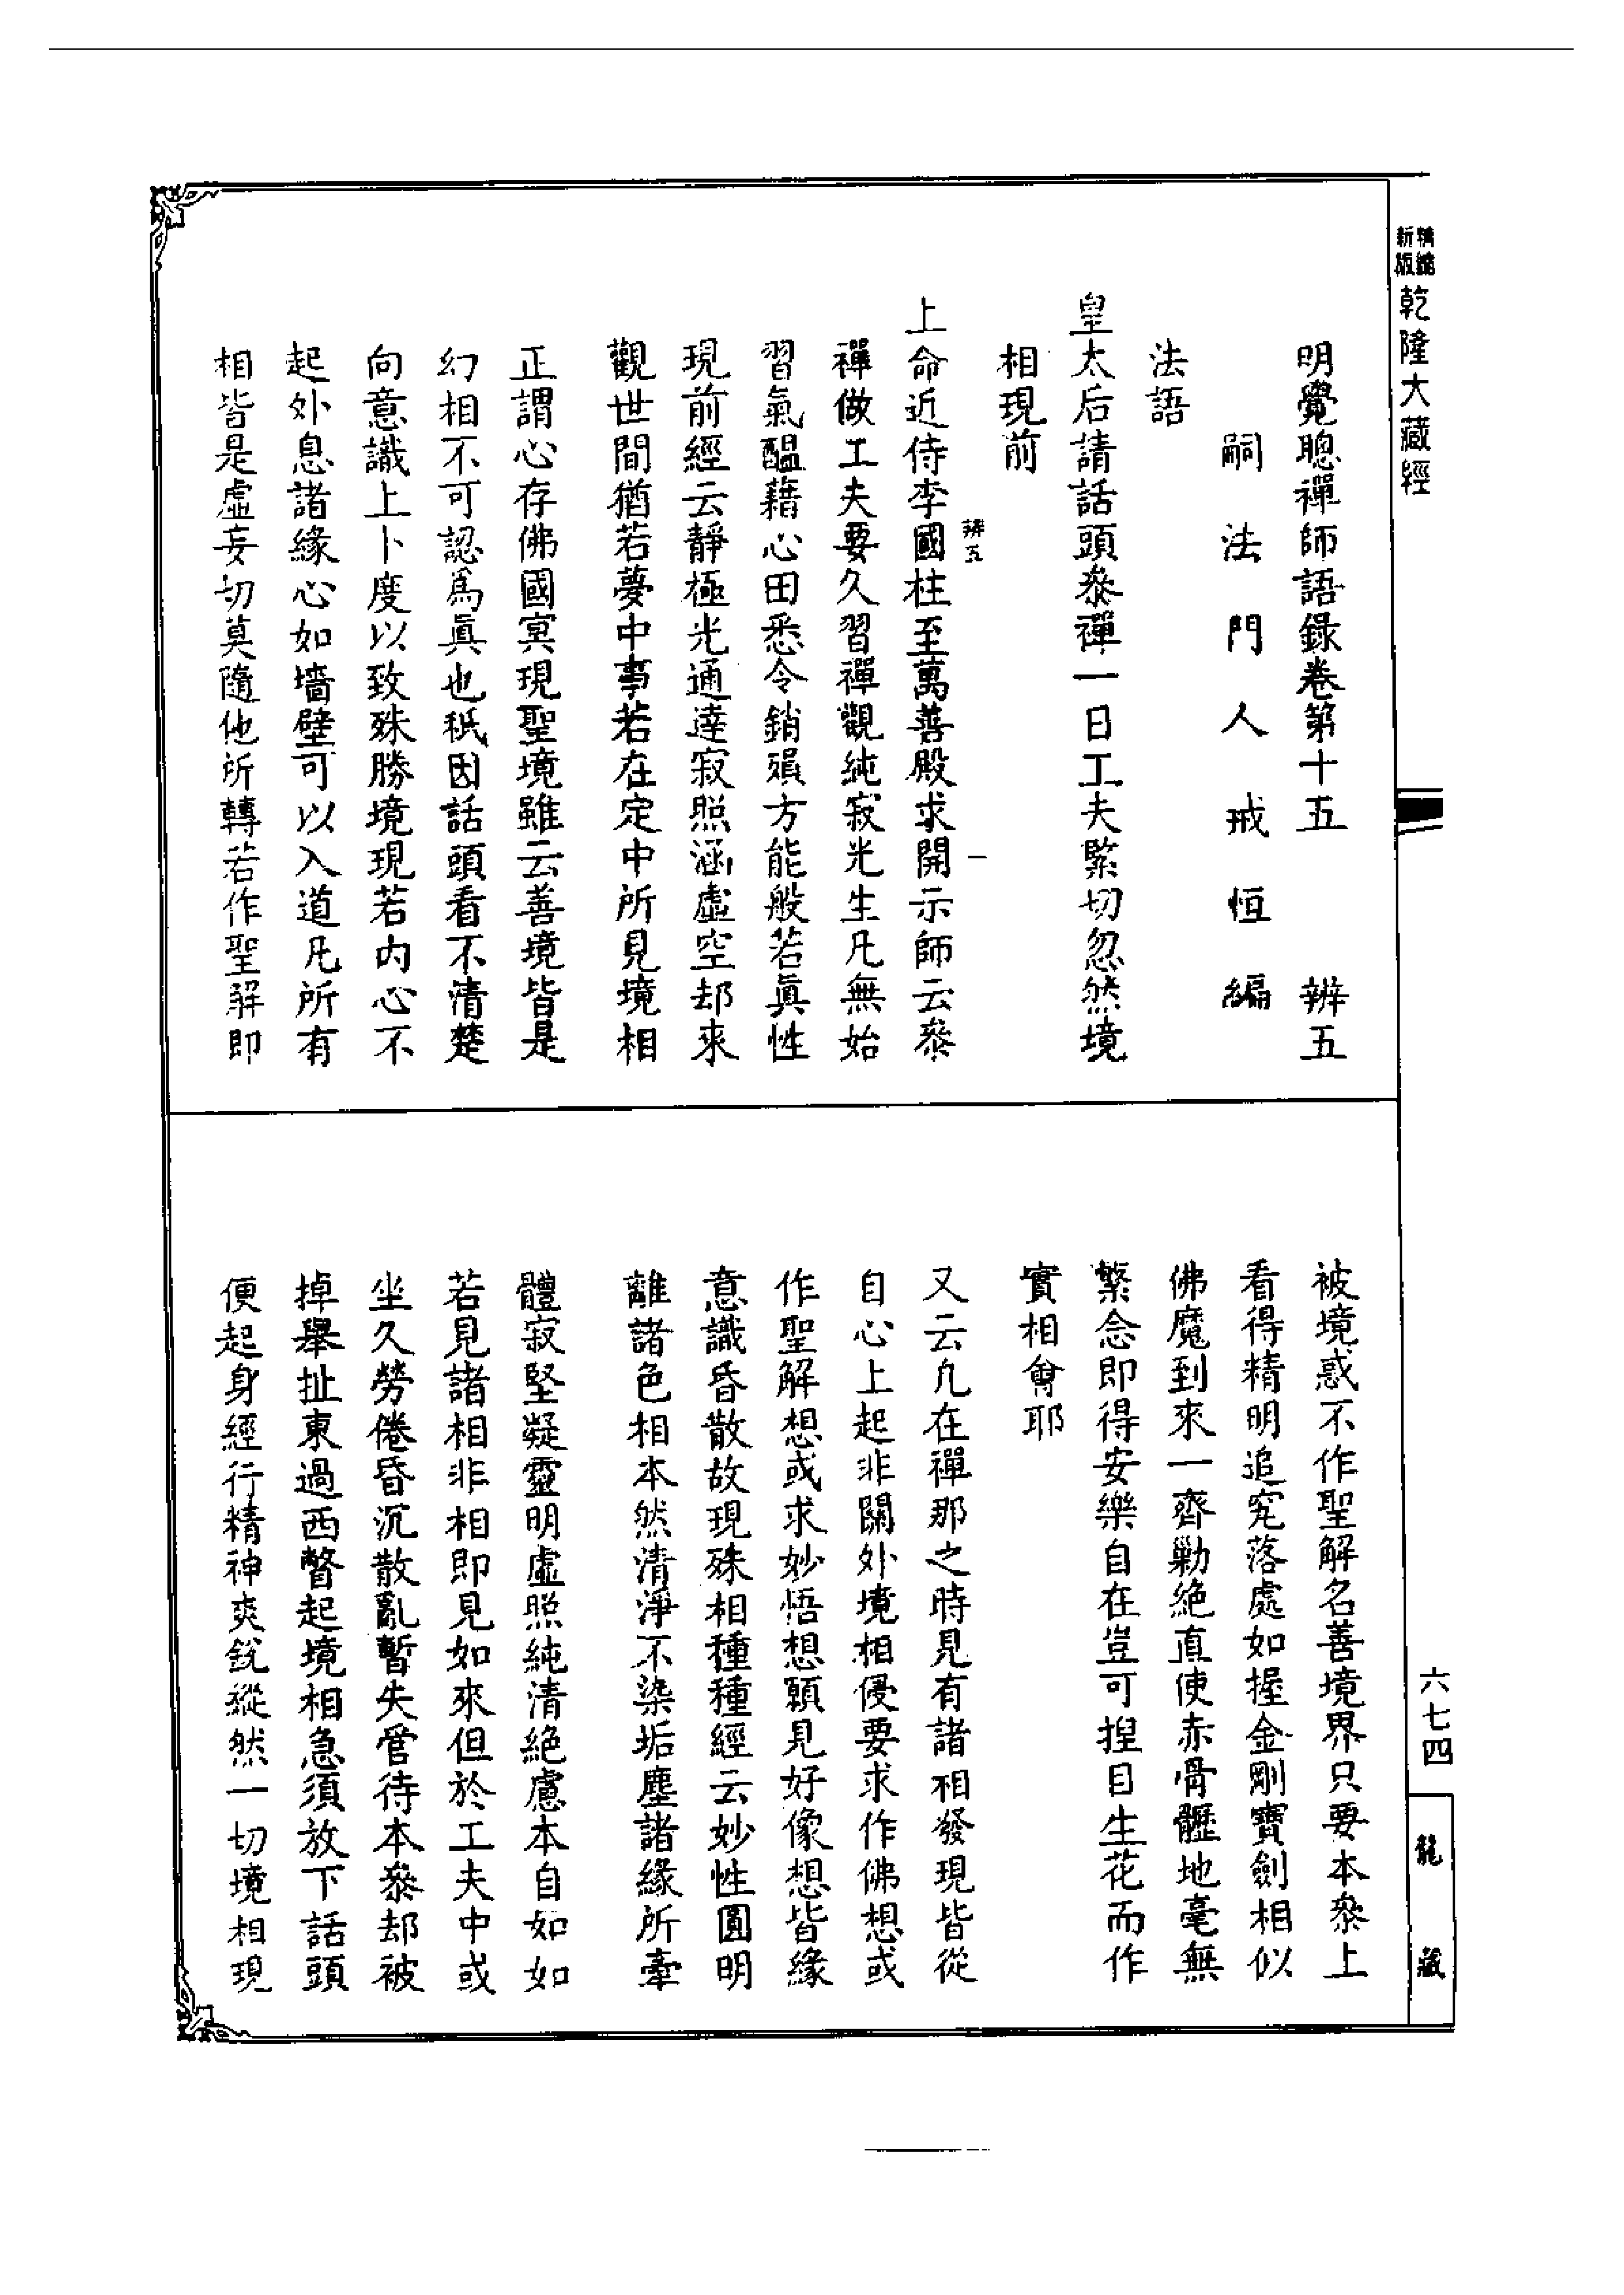 精縮
新版
乾隆大藏經
明覺聰禪師語錄卷第十五 辨五
嗣法門人戒恒編
法語
皇太后請話頭叅禪一日工夫緊切忽然境
相現前
辨五 一
上命近侍李國柱至萬善殿求開示師云叅
禪做工夫要久習禪觀純寂光生凡無始
習氣醖藉心田悉令銷殞方能般若眞性
現前經云靜極光通達寂照涵虛空却來
觀世間猶若夢中事若在定中所見境相
正謂心存佛國冥現聖境雖云善境皆是
幻相不可認爲眞也秖因話頭看不清楚
向意識上卜度以致殊勝境現若內心不
起外息諸緣心如墻壁可以入道凡所有
相皆是虛妄切莫隨他所轉若作聖解即
被境惑不作聖解名善境界只要本叅上
看得精明追究落處如握金剛寶劍相似
佛魔到來一齊勦絶直使赤骨𩪸地毫無
繫念即得安樂自在豈可捏目生花而作
實相會耶
又云凡在禪那之時見有諸相發現皆從
自心上起非關外境相侵要求作佛想或
作聖解想或求妙悟想願見好像想皆緣
意識昏散故現殊相種種經云妙性圓明
離諸色相本然清淨不染垢塵諸緣所牽
體寂堅凝靈明虛照純清絶慮本自如如
若見諸相非相即見如來但於工夫中或
坐久勞倦昏沉散亂暫失管待本叅却被
掉舉扯東過西瞥起境相急須放下話頭
便起身經行精神爽銳縱然一切境相現
六七四
龍藏